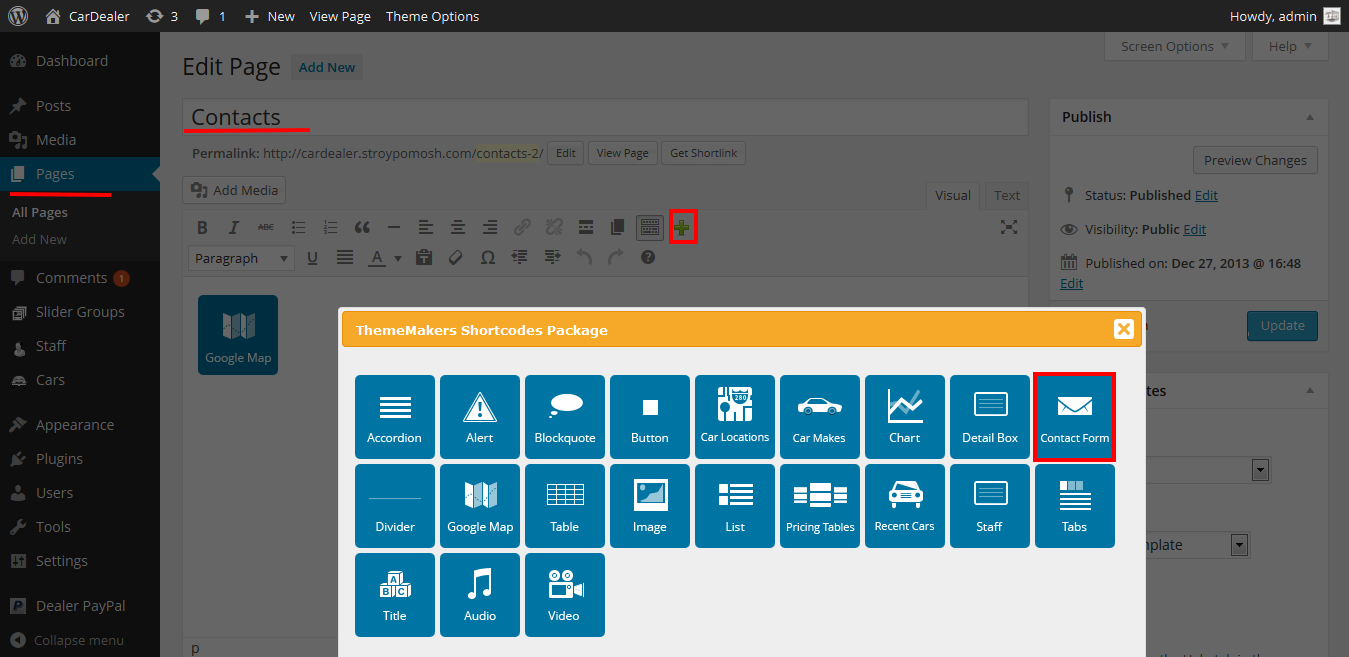 CarDealer 3 1 New View Page Theme Options Howdy, admin
Dashboard
Posts
Media
Pages
All Pages
Add New
Comments 1
Slider Groups
Staff
Cars
Appearance
Plugins
Users
Tools
Settings
Dealer PayPal
Collapse menu
Screen Options Help
Edit Page Add New
Contacts
Permalink: http://cardealer.stroypomosh.com/contacts-2/ Edit View Page Get Shortlink
Add Media
Visual Text
B I ABC
Paragraph U A
Google Map
p
Publish
Preview Changes
Status: Published Edit
Visibility: Public Edit
Published on: Dec 27, 2013 @ 16:48
Edit
Update
ThemeMakers Shortcodes Package
Accordion Alert Blockquote Button Car Locations Car Makes Chart Detail Box Contact Form
280
Divider Google Map Table Image List Pricing Tables Recent Cars Staff Tabs
A
B C
Title Audio Video